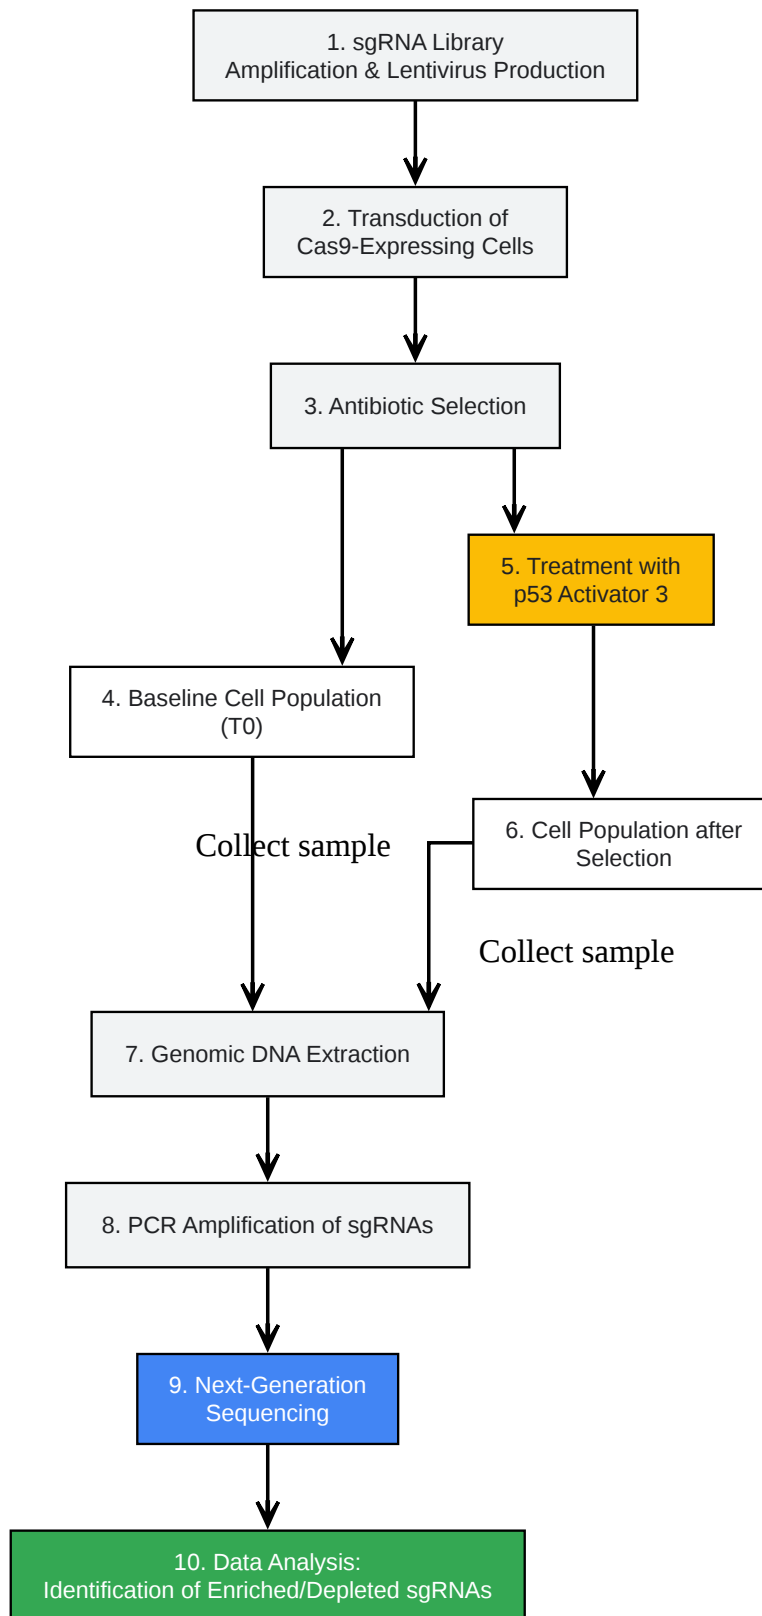 1. sgRNA Library
Amplification & Lentivirus Production
2. Transduction of
Cas9-Expressing Cells
3. Antibiotic Selection
5. Treatment with
p53 Activator 3
4. Baseline Cell Population
(T0)
6. Cell Population after
Selection
Collect sample
Collect sample
7. Genomic DNA Extraction
8. PCR Amplification of sgRNAs
9. Next-Generation
Sequencing
10. Data Analysis:
Identification of Enriched/Depleted sgRNAs